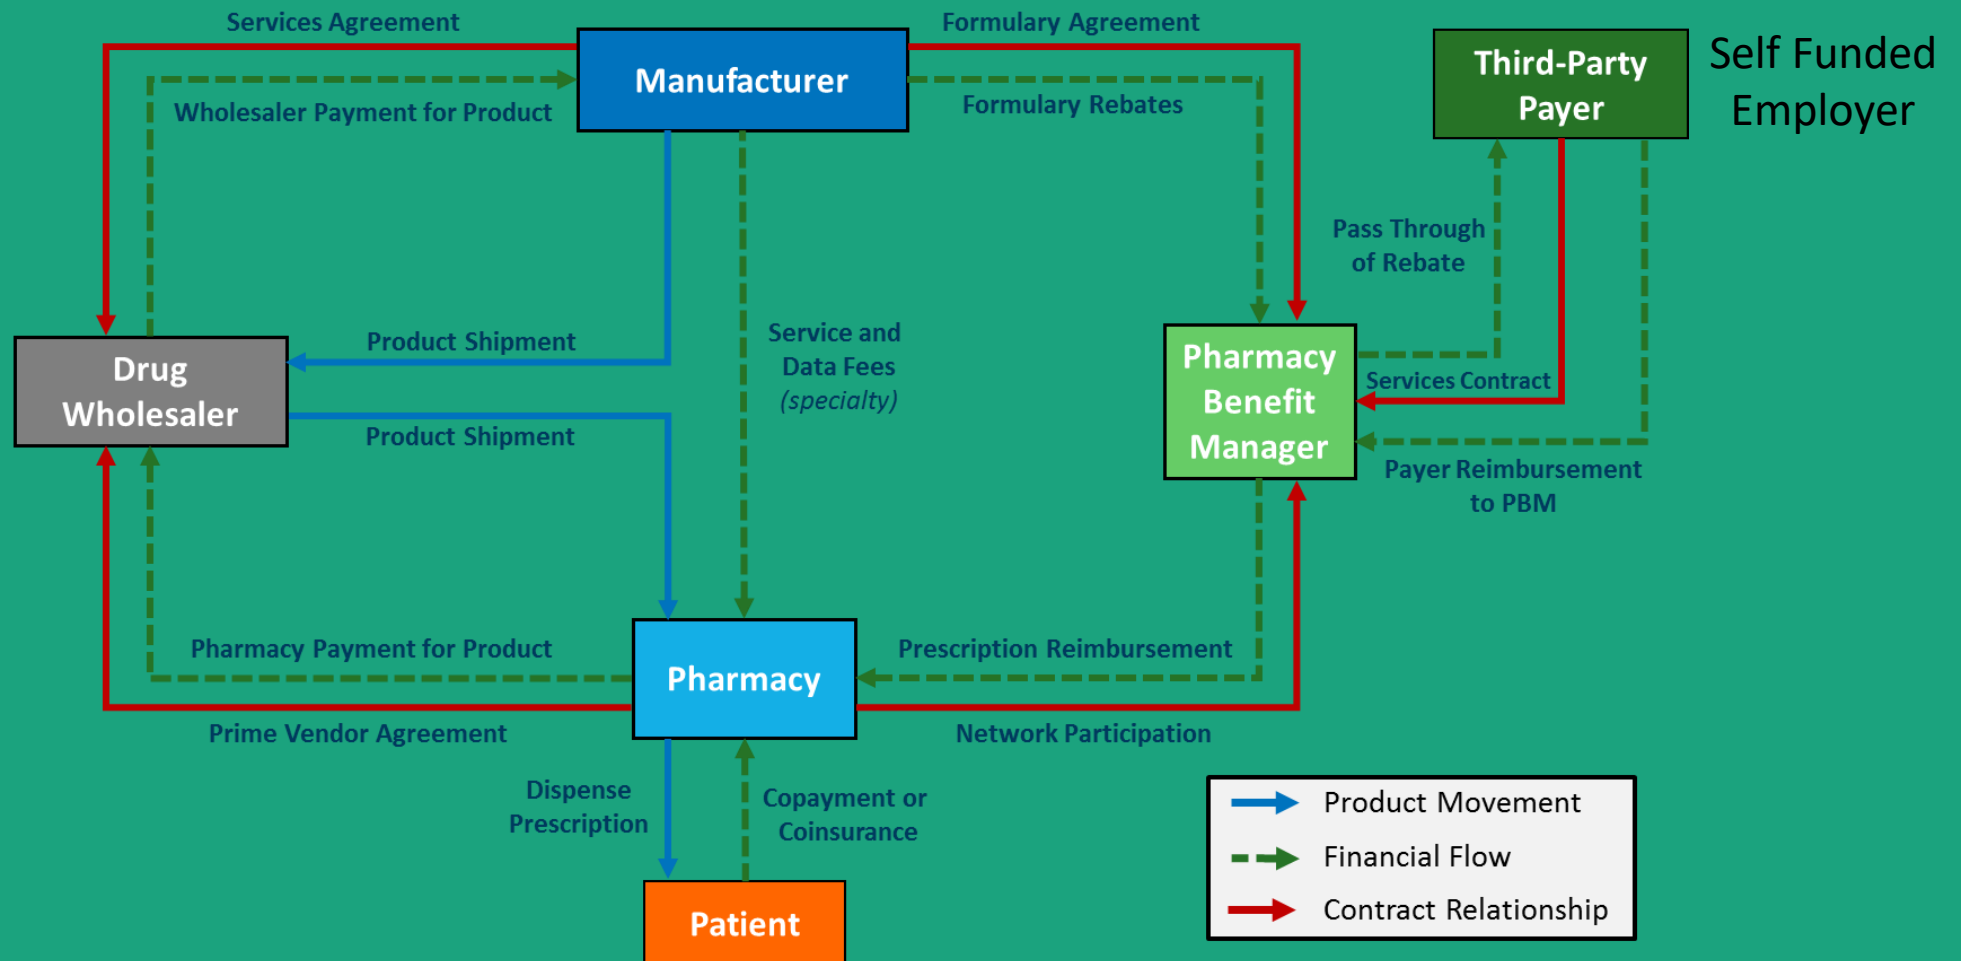 Services Agreement
Formulary Agreement
Manufacturer
Third-Party
Payer
Self Funded
Employer
Wholesaler Payment for Product
Formulary Rebates
Pass Through
of Rebate
Product Shipment
Service and
Data Fees
(specialty)
Drug
Wholesaler
Pharmacy
Benefit
Manager
Services Contract
Product Shipment
Payer Reimbursement
to PBM
Pharmacy Payment for Product
Pharmacy
Prescription Reimbursement
Prime Vendor Agreement
Network Participation
Dispense
Prescription
Copayment or
Coinsurance
Patient
Product Movement
Financial Flow
Contract Relationship